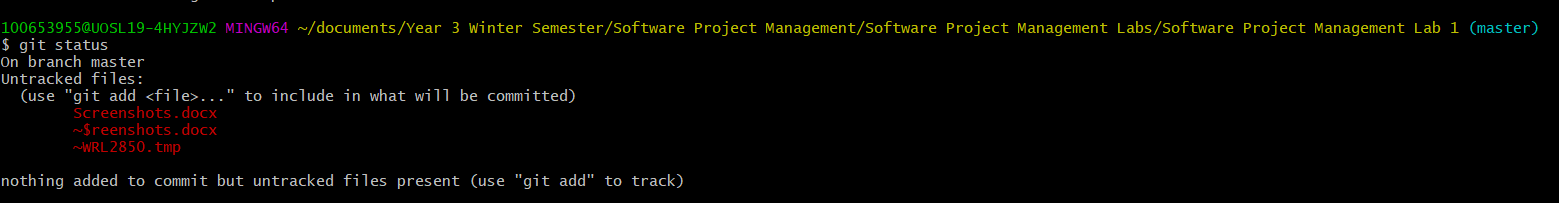 100653955@UOSL19-4HYJZW2 MINGW64 ~/documents/Year 3 Winter Semester/Software Project Management/Software Project Management Labs/Software Project Management Lab 1 (master)
$ git status
On branch master
Untracked files:
  (use "git add <file>..." to include in what will be committed)
        Screenshots.docx
        ~$reenshots.docx
        ~WRL2850.tmp

nothing added to commit but untracked files present (use "git add" to track)